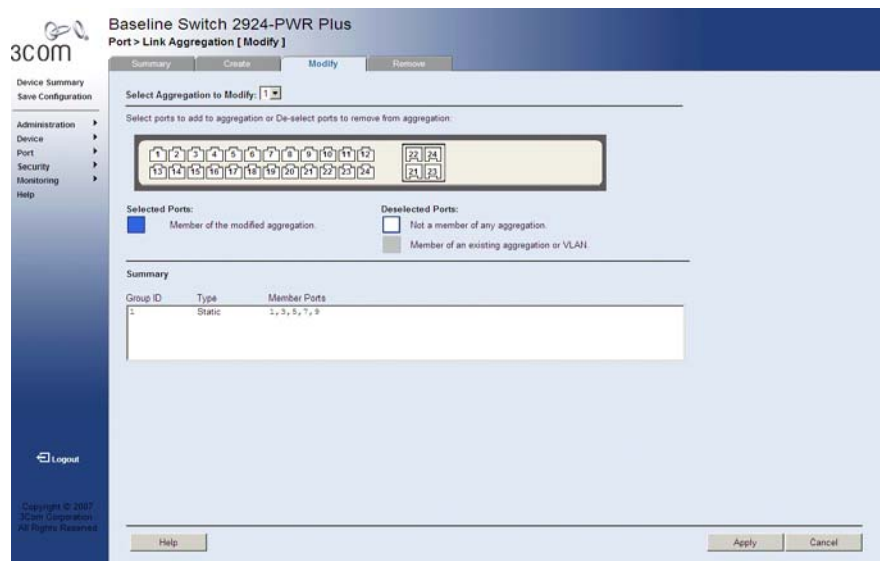 3COM
Baseline Switch 2924-PWR Plus
Port > Link Aggregation [ Modify ]
Summary Create Modify Remove
Device Summary
Save Configuration
Administration
Device
Port
Security
Monitoring
Help
Logout
Copyright © 2007
3Com Corporation
All Rights Reserved
Select Aggregation to Modify: 1
Select ports to add to aggregation or De-select ports to remove from aggregation:
1 2 3 4 5 6 7 8 9 10 11 12 22 24
13 14 15 16 17 18 19 20 21 22 23 24 21 23
Selected Ports:
Member of the modified aggregation.
Deselected Ports:
Not a member of any aggregation.
Member of an existing aggregation or VLAN.
Summary
Group ID Type Member Ports
1 Static 1,3,5,7,9
Help Apply Cancel